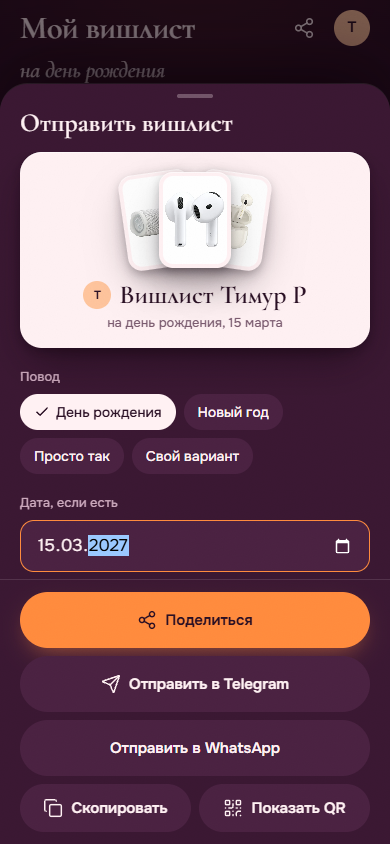 Мой вишлист
Т
на день рождения
Отправить вишлист
Т Вишлист Тимур Р
на день рождения, 15 марта
Повод
День рождения
Новый год
Просто так
Свой вариант
Дата, если есть
15.03.2027
Поделиться
Отправить в Telegram
Отправить в WhatsApp
Скопировать
Показать QR